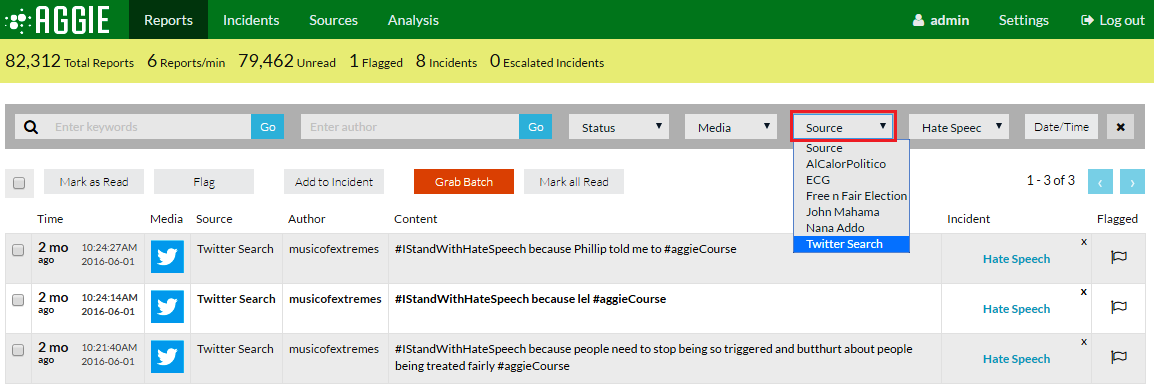 AGGIE Reports Incidents Sources Analysis admin Settings Log out
82,312 Total Reports 6 Reports/min 79,462 Unread 1 Flagged 8 Incidents 0 Escalated Incidents
Enter keywords Go Enter author Go Status Media Source Hate Speec Date/Time ×
Source
AlCalorPolitico
ECG
Free n Fair Election
John Mahama
Nana Addo
Twitter Search
Mark as Read Flag Add to Incident Grab Batch Mark all Read 1 - 3 of 3 ‹ ›
Time Media Source Author Content Incident Flagged
2 mo ago 10:24:27AM 2016-06-01 Twitter Search musicofextremes #IStandWithHateSpeech because Phillip told me to #aggieCourse Hate Speech x
2 mo ago 10:24:14AM 2016-06-01 Twitter Search musicofextremes #IStandWithHateSpeech because lel #aggieCourse Hate Speech x
2 mo ago 10:21:40AM 2016-06-01 Twitter Search musicofextremes #IStandWithHateSpeech because people need to stop being so triggered and butthurt about people
being treated fairly #aggieCourse Hate Speech x